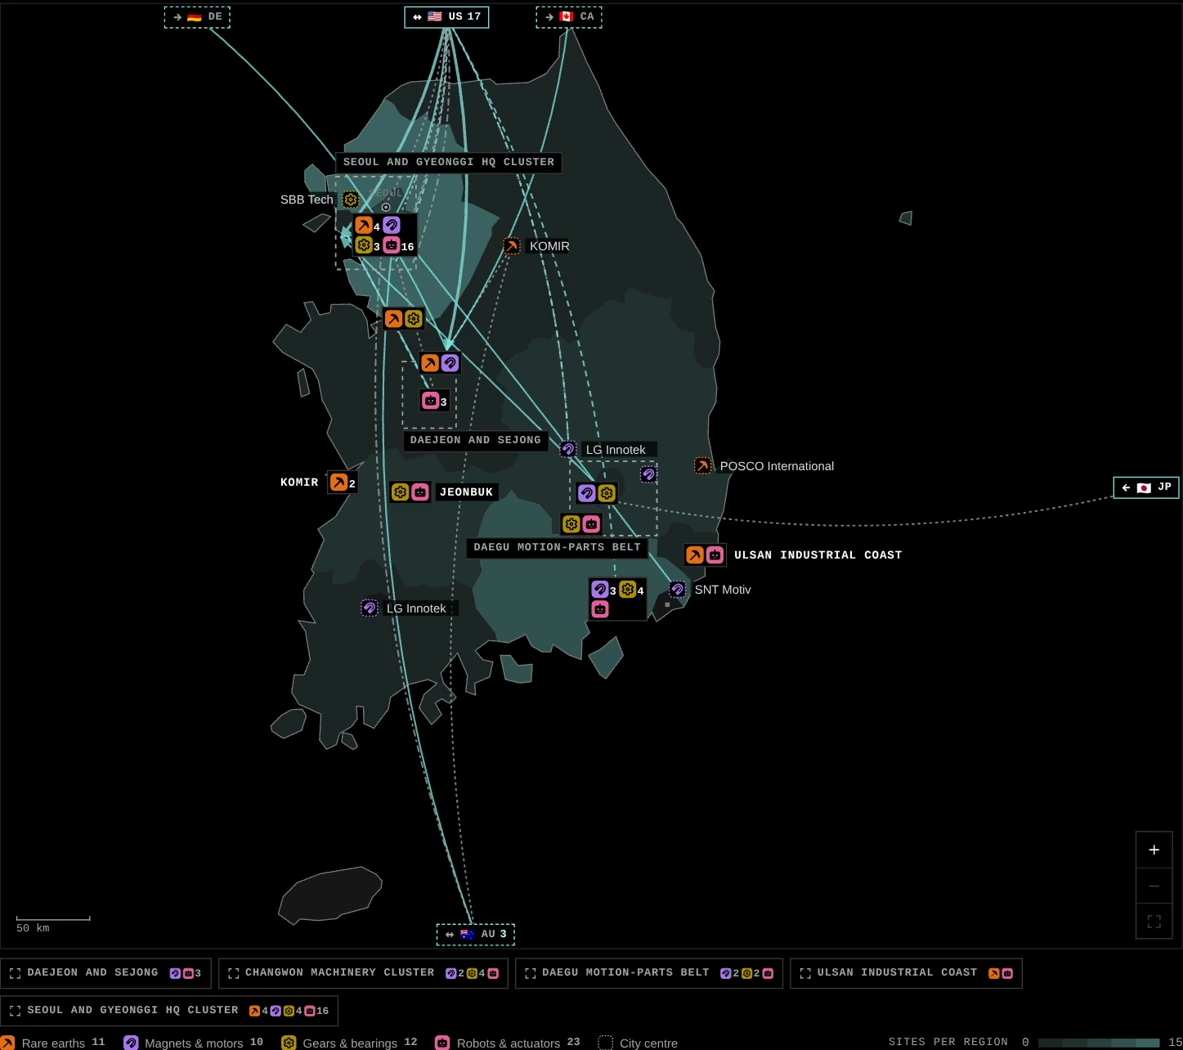 → DE
↔ US 17
→ CA
SEOUL AND GYEONGGI HQ CLUSTER
SEOUL
SBB Tech
4
3 16
KOMIR
3
DAEJEON AND SEJONG
LG Innotek
POSCO International
KOMIR 2
JEONBUK
← JP
DAEGU MOTION-PARTS BELT
ULSAN INDUSTRIAL COAST
3 4
SNT Motiv
LG Innotek
50 km
↔ AU 3
+
−
DAEJEON AND SEJONG 3
CHANGWON MACHINERY CLUSTER 2 4
DAEGU MOTION-PARTS BELT 2 2
ULSAN INDUSTRIAL COAST
SEOUL AND GYEONGGI HQ CLUSTER 4 4 16
Rare earths 11
Magnets & motors 10
Gears & bearings 12
Robots & actuators 23
City centre
SITES PER REGION 0 15